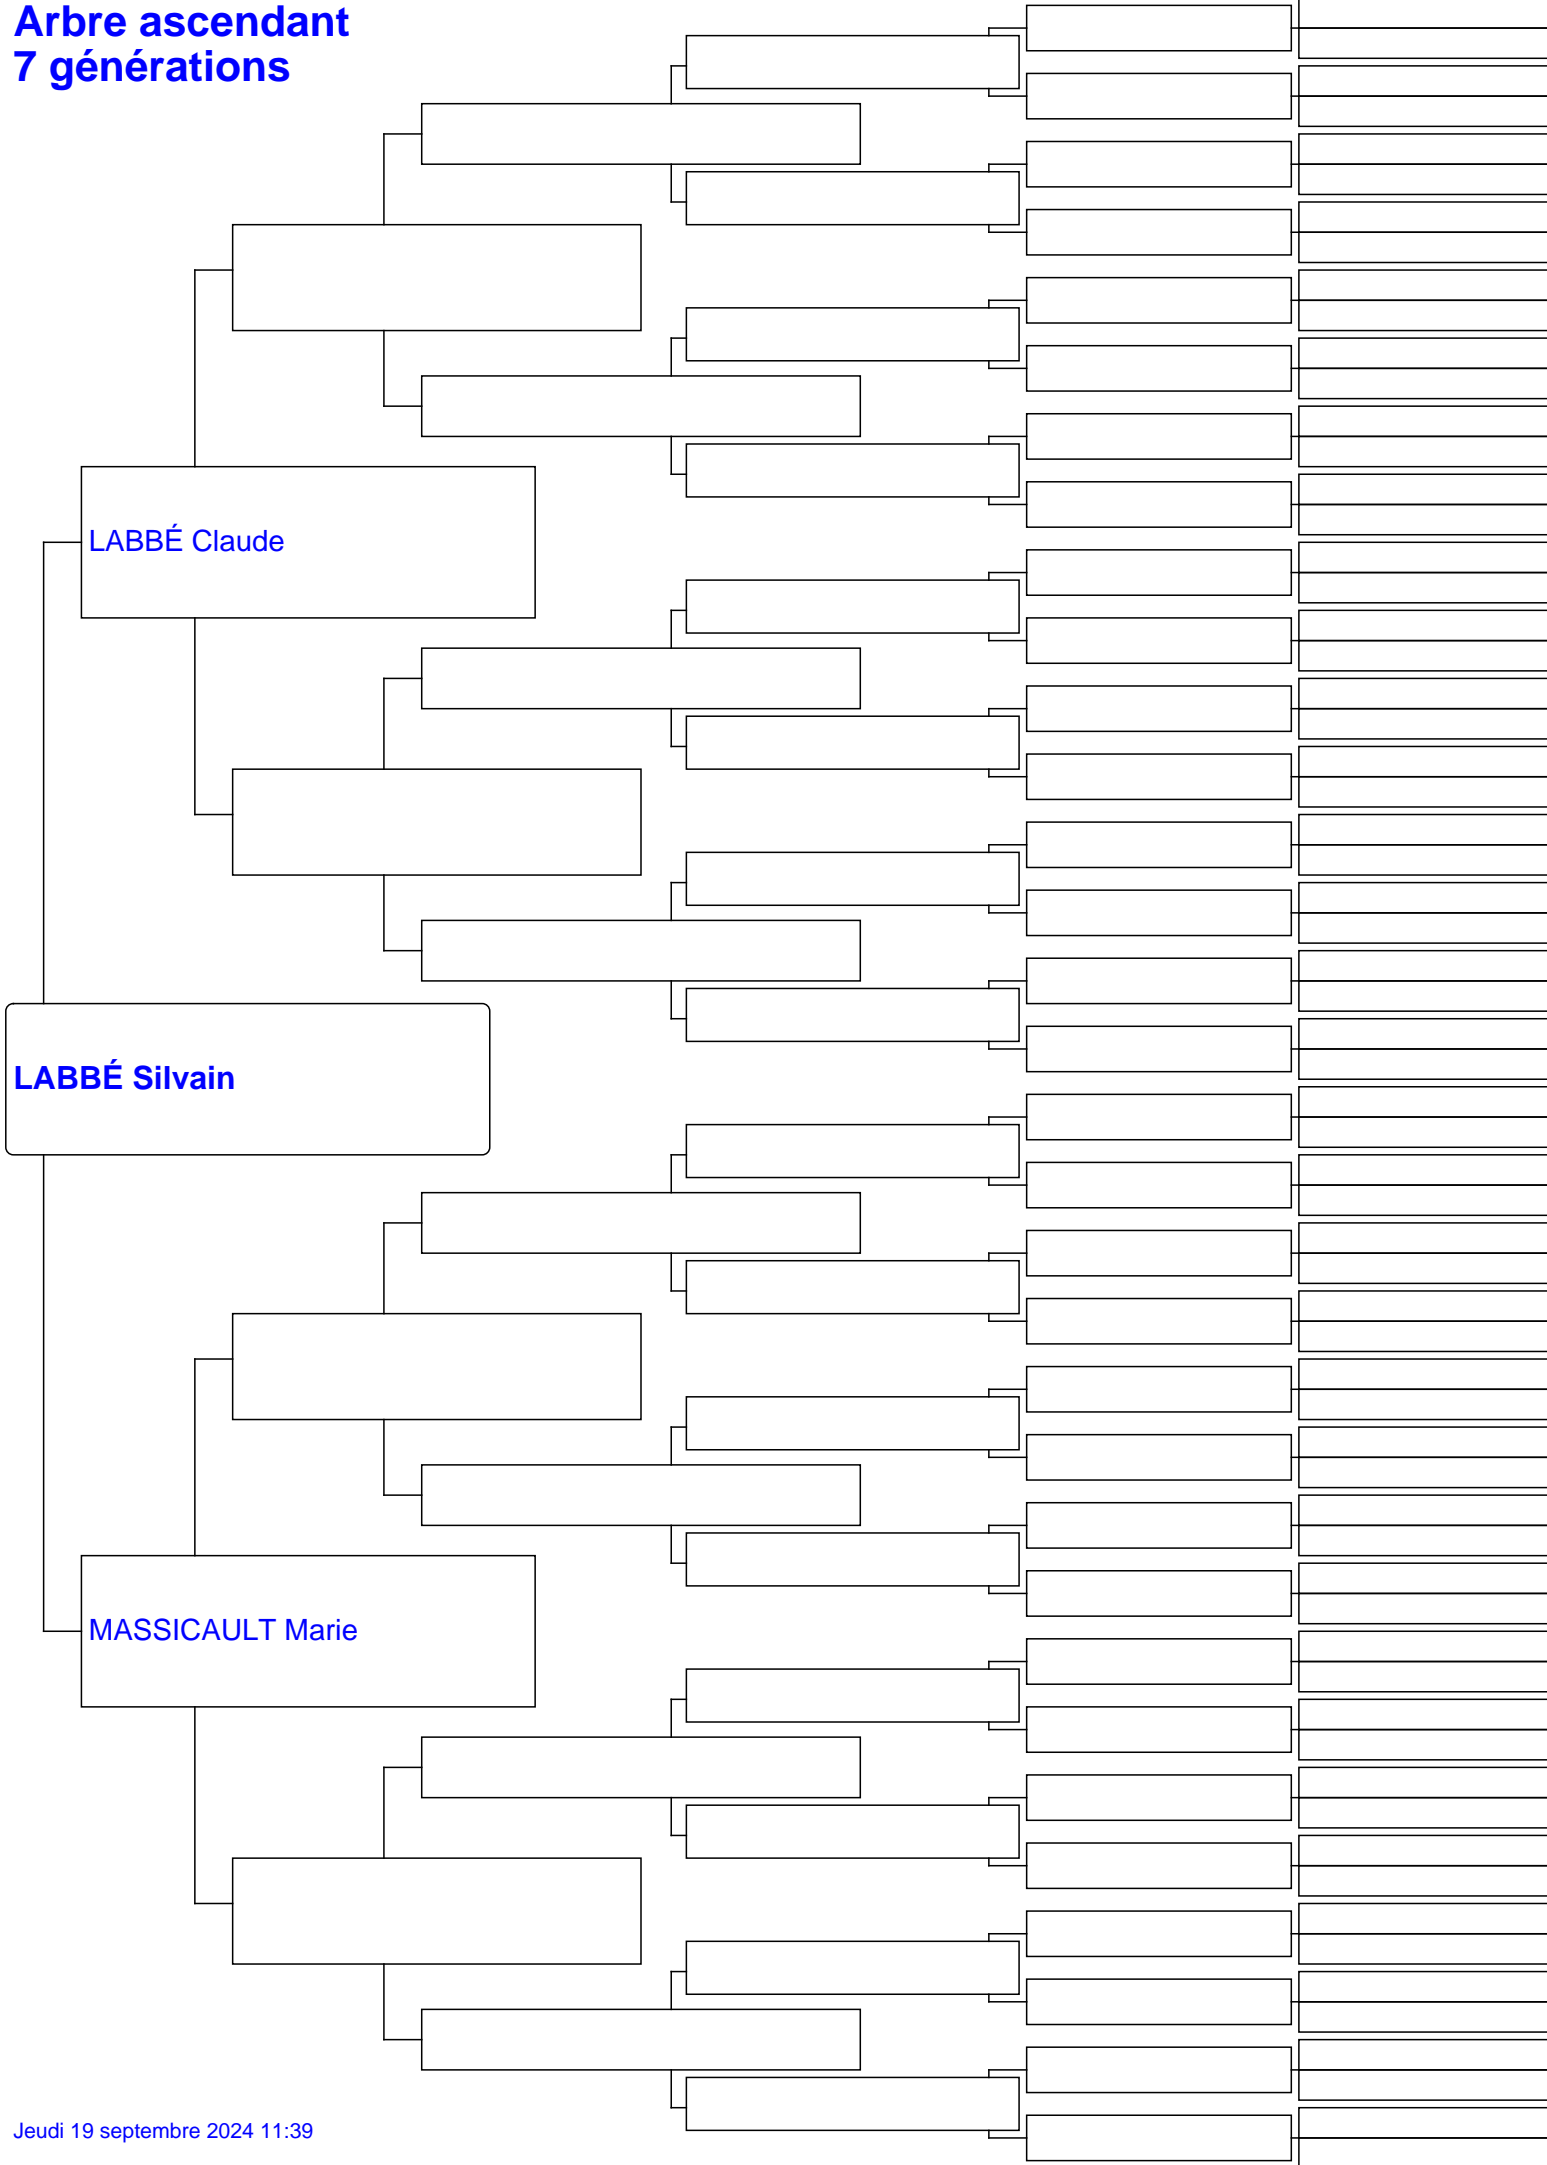 Arbre ascendant
7 générations
LABBÉ Claude
LABBÉ Silvain
MASSICAULT Marie
Jeudi 19 septembre 2024 11:39